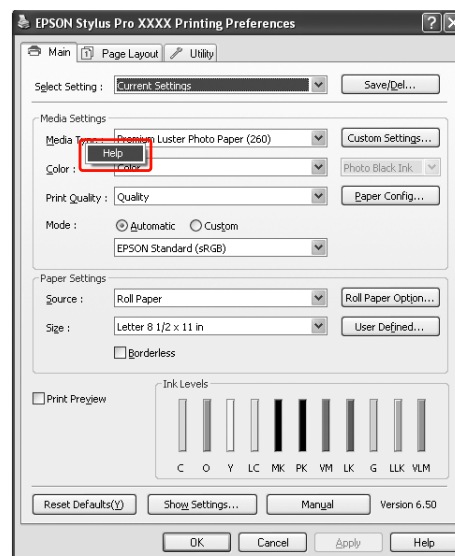 EPSON Stylus Pro XXXX Printing Preferences
Main Page Layout Utility
Select Setting : Current Settings Save/Del...
Media Settings
Media Type : Premium Luster Photo Paper (260) Custom Settings...
Help
Color : Color Photo Black Ink
Print Quality : Quality Paper Config...
Mode : Automatic Custom
EPSON Standard (sRGB)
Paper Settings
Source : Roll Paper Roll Paper Option...
Size : Letter 8 1/2 x 11 in User Defined...
Borderless
Print Preview
Ink Levels
C O Y LC MK PK VM LK G LLK VLM
Reset Defaults(Y) Show Settings... Manual Version 6.50
OK Cancel Apply Help